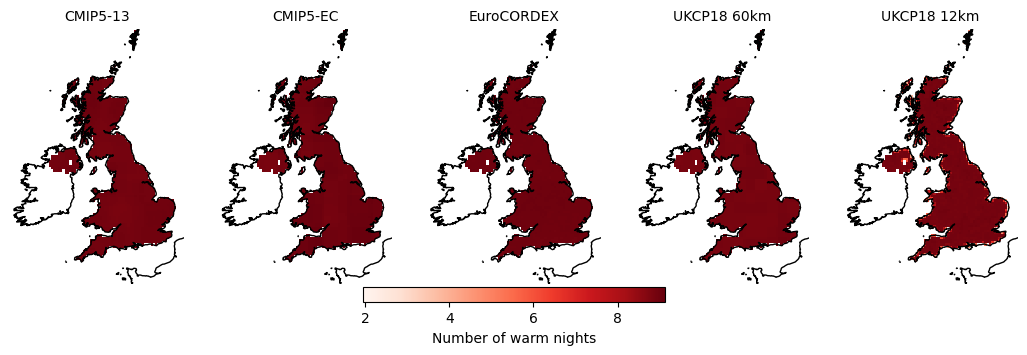 CMIP5-13 CMIP5-EC EuroCORDEX UKCP18 60km UKCP18 12km
2 4 6 8
Number of warm nights